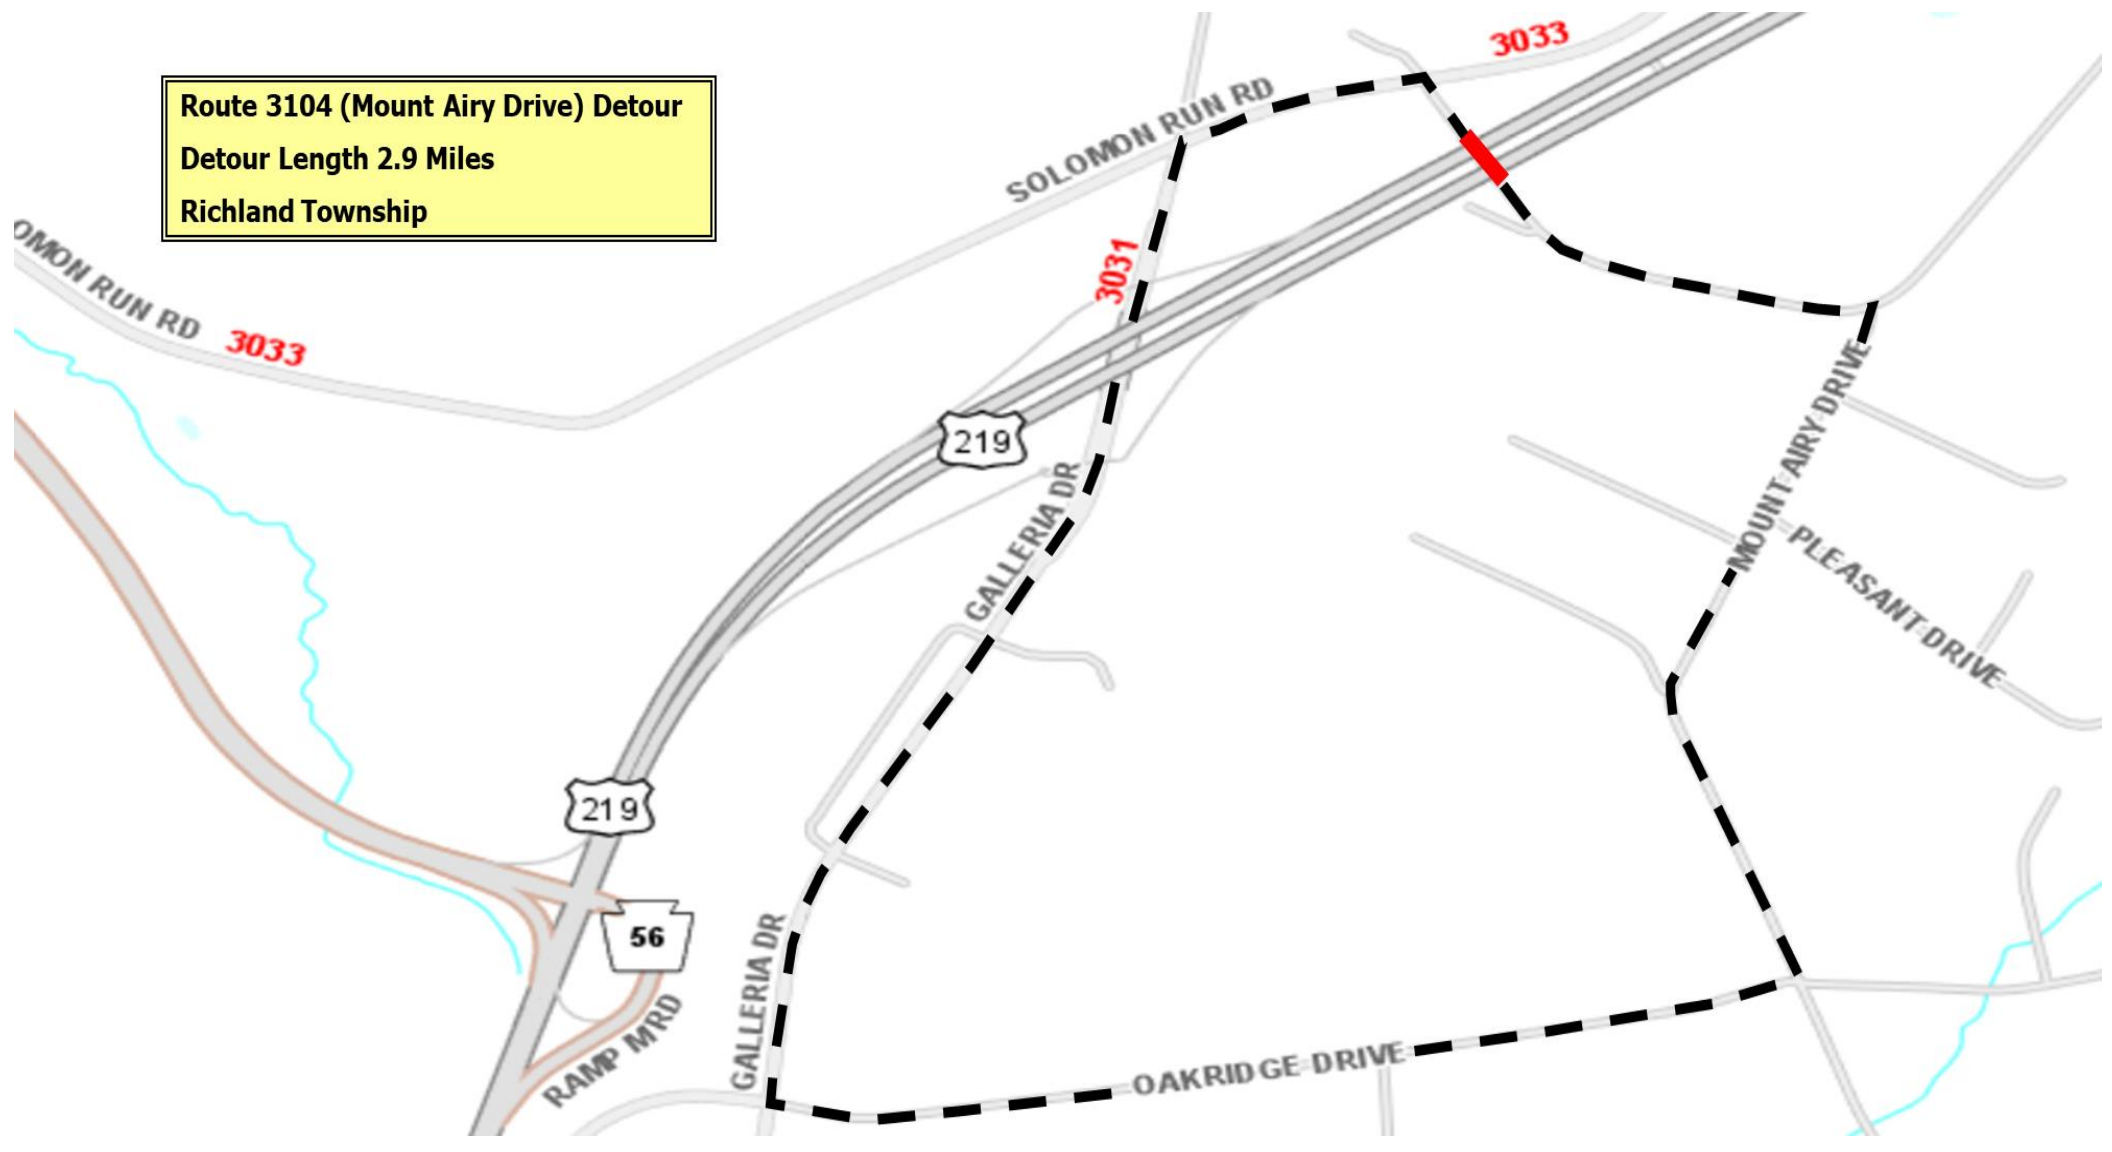 Route 3104 (Mount Airy Drive) Detour
Detour Length 2.9 Miles
Richland Township
3033
SOLOMON RUN RD
OMON RUN RD
3033
3031
219
GALLERIA DR
MOUNT AIRY DRIVE
PLEASANT DRIVE
219
56
RAMP MRD
GALLERIA DR
OAKRIDGE DRIVE